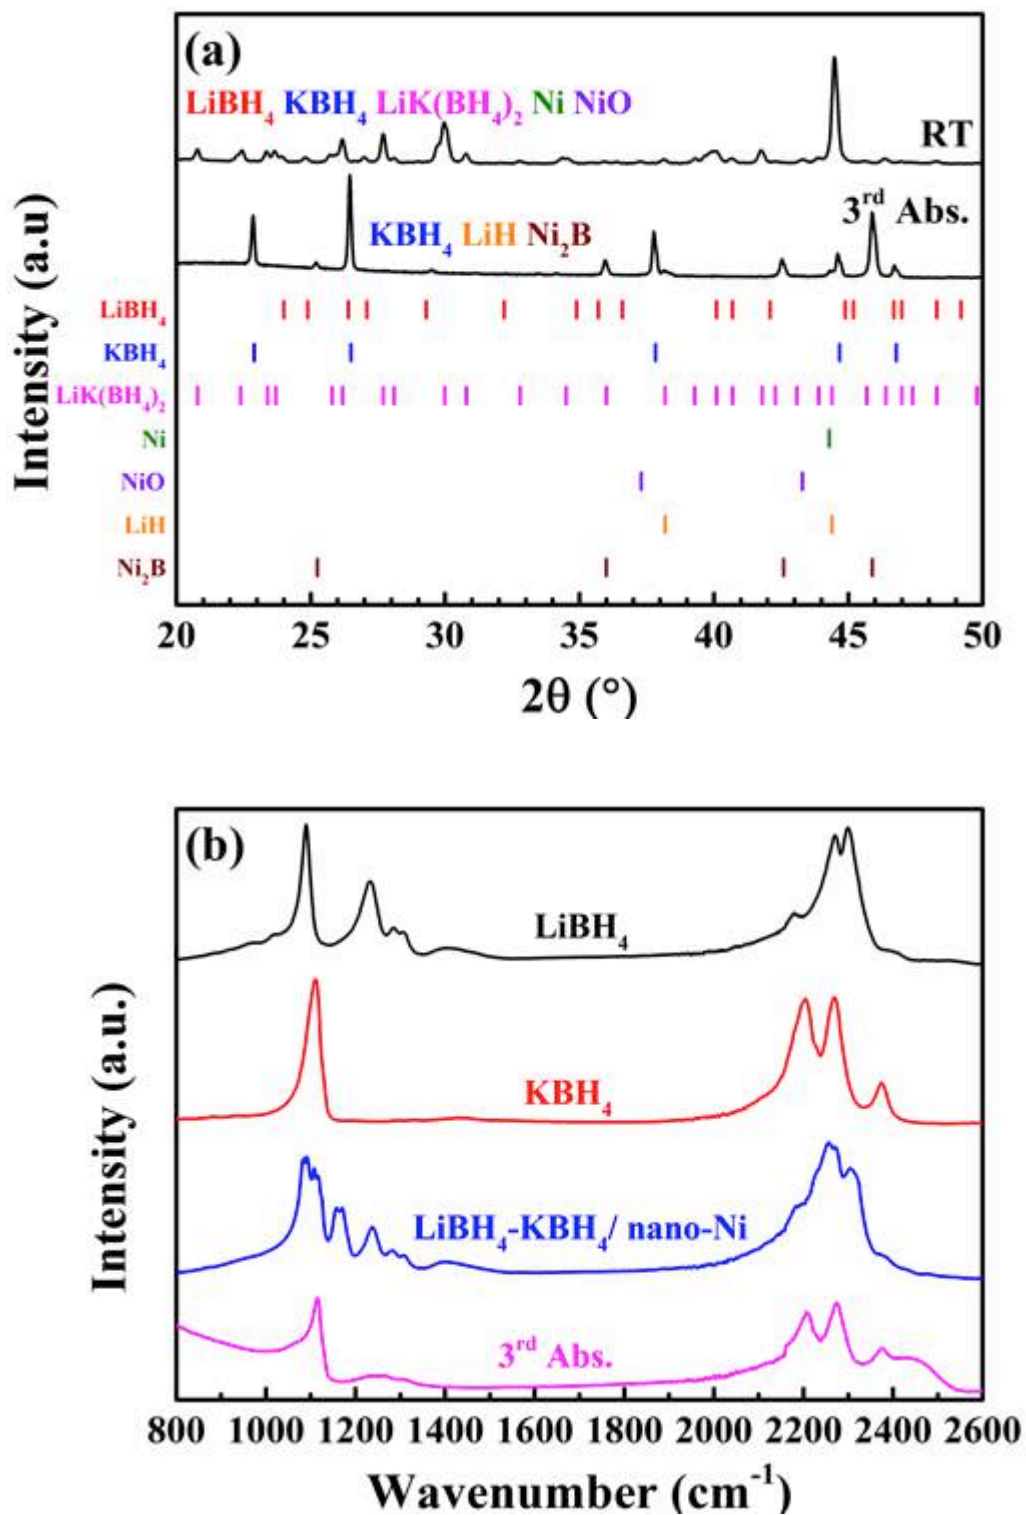 (a)
LiBH₄ KBH₄ LiK(BH₄)₂ Ni NiO
RT
3ʳᵈ Abs.
KBH₄ LiH Ni₂B
Intensity (a.u)
LiBH₄
KBH₄
LiK(BH₄)₂
Ni
NiO
LiH
Ni₂B
20 25 30 35 40 45 50
2θ (°)
(b)
LiBH₄
KBH₄
LiBH₄-KBH₄/ nano-Ni
3ʳᵈ Abs.
Intensity (a.u.)
800 1000 1200 1400 1600 1800 2000 2200 2400 2600
Wavenumber (cm⁻¹)